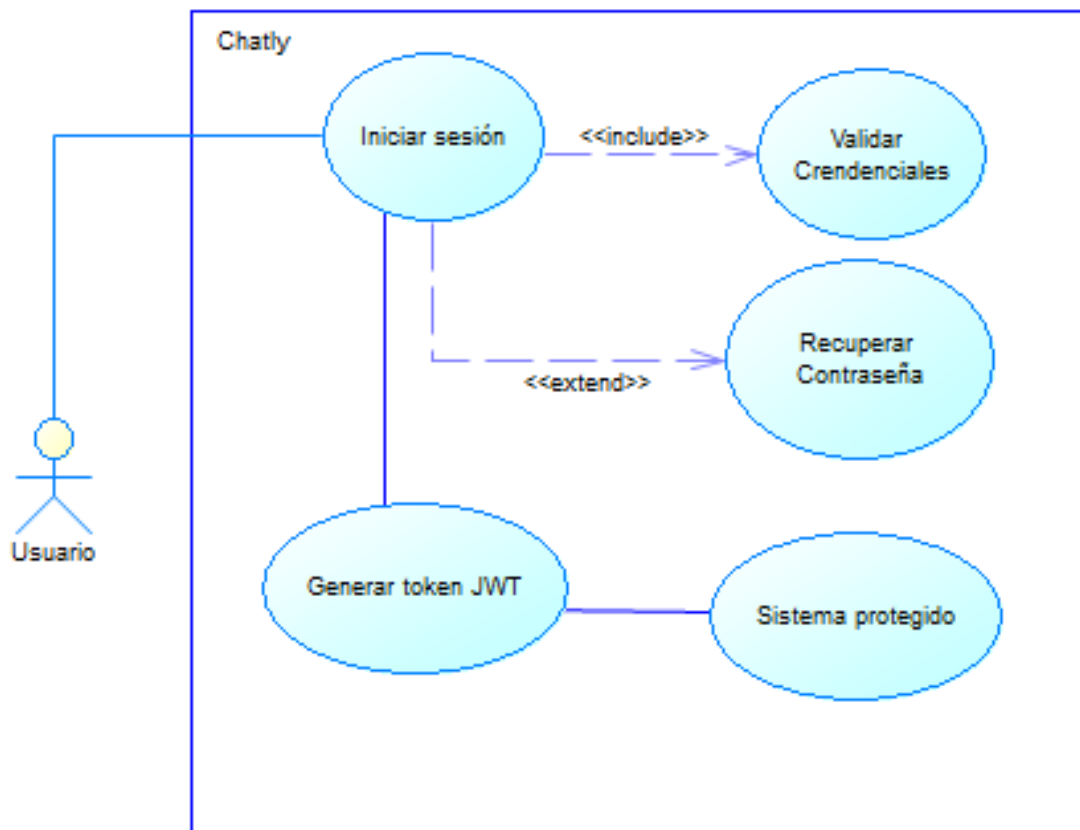 Chatly
Iniciar sesión
<<include>>
Validar
Crendenciales
Recuperar
Contraseña
<<extend>>
Usuario
Generar token JWT
Sistema protegido